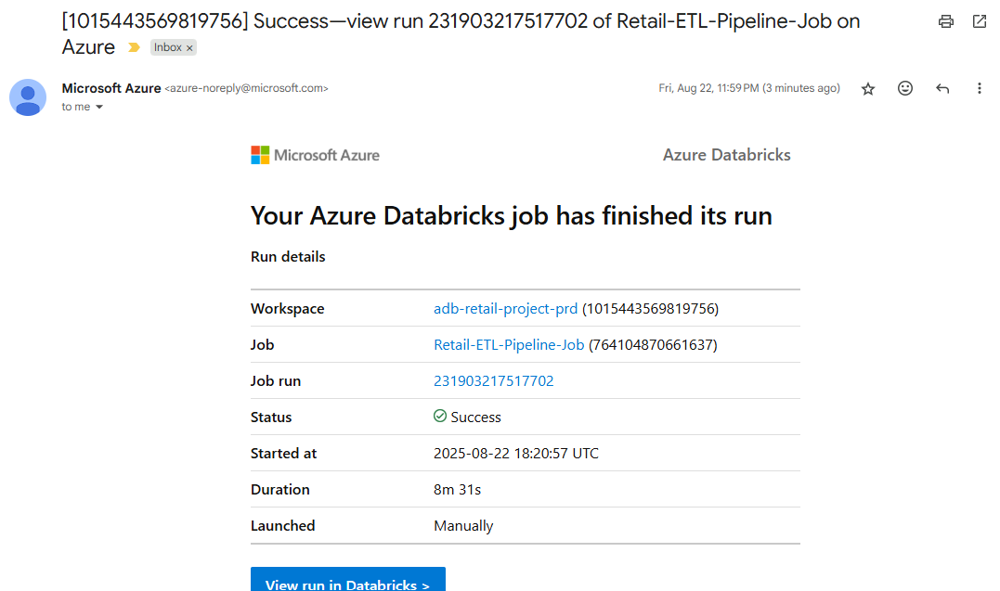 [1015443569819756] Success—view run 231903217517702 of Retail-ETL-Pipeline-Job on
Azure Inbox ×
Microsoft Azure <azure-noreply@microsoft.com>
Fri, Aug 22, 11:59 PM (3 minutes ago)
to me
Microsoft Azure
Azure Databricks
Your Azure Databricks job has finished its run
Run details
Workspace adb-retail-project-prd (1015443569819756)
Job Retail-ETL-Pipeline-Job (764104870661637)
Job run 231903217517702
Status Success
Started at 2025-08-22 18:20:57 UTC
Duration 8m 31s
Launched Manually
View run in Databricks >